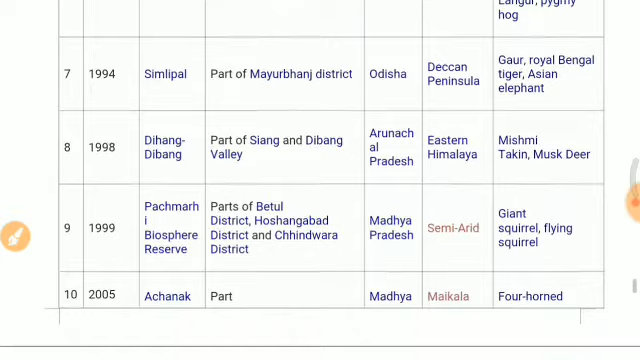 Langur, pygmy
hog
7 1994 Simlipal Part of Mayurbhanj district Odisha Deccan Peninsula Gaur, royal Bengal tiger, Asian elephant
8 1998 Dihang-Dibang Part of Siang and Dibang Valley Arunachal Pradesh Eastern Himalaya Mishmi Takin, Musk Deer
9 1999 Pachmarhi Biosphere Reserve Parts of Betul District, Hoshangabad District and Chhindwara District Madhya Pradesh Semi-Arid Giant squirrel, flying squirrel
10 2005 Achanak Part Madhya Maikala Four-horned